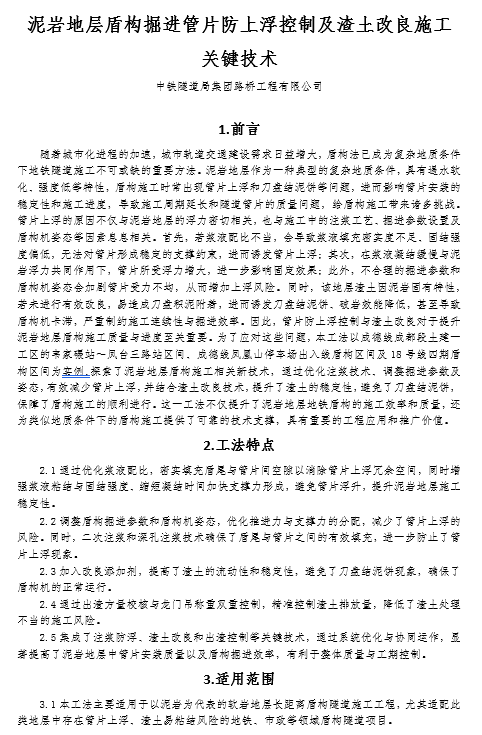 泥岩地层盾构掘进管片防上浮控制及渣土改良施工
关键技术
中铁隧道局集团路桥工程有限公司
1.前言
随着城市化进程的加速，城市轨道交通建设需求日益增大，盾构法已成为复杂地质条件
下地铁隧道施工不可或缺的重要方法。泥岩地层作为一种典型的复杂地质条件，具有遇水软
化、强度低等特性，盾构施工时常出现管片上浮和刀盘结泥饼等问题，进而影响管片安装的
稳定性和施工进度，导致施工周期延长和隧道管片的质量问题，给盾构施工带来诸多挑战。
管片上浮的原因不仅与泥岩地层的浮力密切相关，也与施工中的注浆工艺、掘进参数设置及
盾构机姿态等因素息息相关。首先，若浆液配比不当，会导致浆液填充密实度不足、固结强
度偏低，无法对管片形成稳定的支撑约束，进而诱发管片上浮；其次，在浆液凝结缓慢与泥
岩浮力共同作用下，管片所受浮力增大，进一步影响固定效果；此外，不合理的掘进参数和
盾构机姿态会加剧管片受力不均，从而增加上浮风险。同时，该地层渣土因泥岩固有特性，
若未进行有效改良，易造成刀盘积泥附着，进而诱发刀盘结泥饼、破岩效能降低，甚至导致
盾构机卡滞，严重制约施工连续性与掘进效率。因此，管片防上浮控制与渣土改良对于提升
泥岩地层盾构施工质量与进度至关重要。为了应对这些问题，本工法以成德线成都段土建一
工区的韦家碾站～凤台三路站区间、成德线凤凰山停车场出入线盾构区间及 18 号线四期盾
构区间为案例，探索了泥岩地层盾构施工相关新技术，通过优化注浆技术、调整掘进参数及
姿态，有效减少管片上浮，并结合渣土改良技术，提升了渣土的稳定性，避免了刀盘结泥饼，
保障了盾构施工的顺利进行。这一工法不仅提升了泥岩地层地铁盾构的施工效率和质量，还
为类似地质条件下的盾构施工提供了可靠的技术支撑，具有重要的工程应用和推广价值。
2.工法特点
2.1 通过优化浆液配比，密实填充盾尾与管片间空隙以消除管片上浮冗余空间，同时增
强浆液粘结与固结强度、缩短凝结时间加快支撑力形成，避免管片浮升，提升泥岩地层施工
稳定性。
2.2 调整盾构掘进参数和盾构机姿态，优化推进力与支撑力的分配，减少了管片上浮的
风险。同时，二次注浆和深孔注浆技术确保了盾尾与管片之间的有效填充，进一步防止了管
片上浮现象。
2.3 加入改良添加剂，提高了渣土的流动性和稳定性，避免了刀盘结泥饼现象，确保了
盾构机的正常运行。
2.4 通过出渣方量校核与龙门吊称重双重控制，精准控制渣土排放量，降低了渣土处理
不当的施工风险。
2.5 集成了注浆防浮、渣土改良和出渣控制等关键技术，通过系统优化与协同运作，显
著提高了泥岩地层中管片安装质量以及盾构掘进效率，有利于整体质量与工期控制。
3.适用范围
3.1 本工法主要适用于以泥岩为代表的软岩地层长距离盾构隧道施工工程，尤其适配此
类地层中存在管片上浮、渣土易粘结风险的地铁、市政等领域盾构隧道项目。